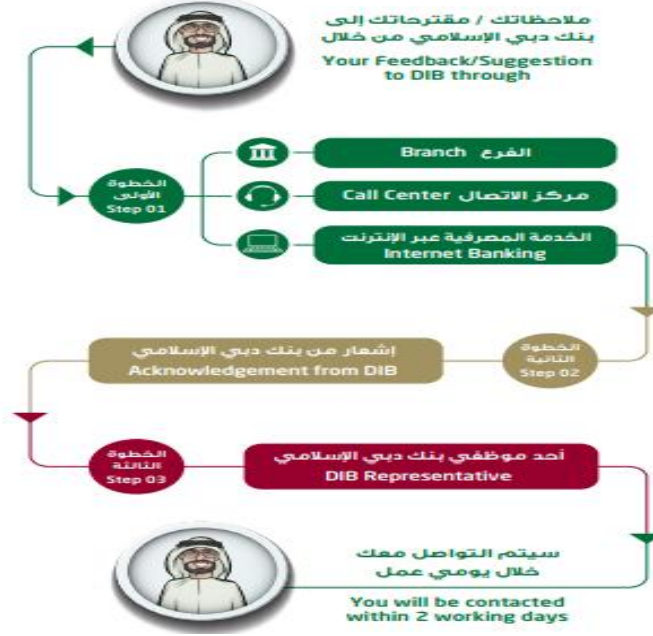 ملاحظاتك / مقترحاتك إلى
بنك دبي الإسلامي من خلال
Your Feedback/Suggestion
to DIB through
الفرع Branch
الخطوة
الأولى
Step 01
مركز الاتصال Call Center
الخدمة المصرفية عبر الإنترنت
Internet Banking
الخطوة
الثانية
Step 02
إشعار من بنك دبي الإسلامي
Acknowledgement from DIB
الخطوة
الثالثة
Step 03
أحد موظفي بنك دبي الإسلامي
DIB Representative
سيتم التواصل معك
خلال يومي عمل
You will be contacted
within 2 working days